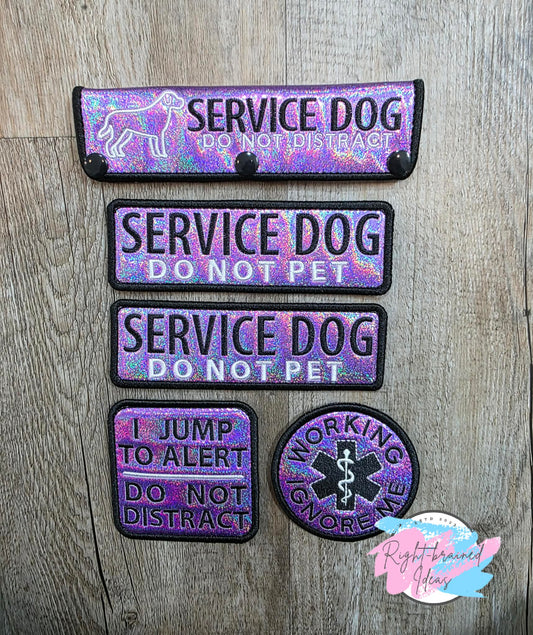 SERVICE DOG
DO NOT DISTRACT
SERVICE DOG
DO NOT PET
SERVICE DOG
DO NOT PET
I JUMP
TO ALERT
DO NOT
DISTRACT
WORKING
IGNORE ME
Right-brained
Ideas